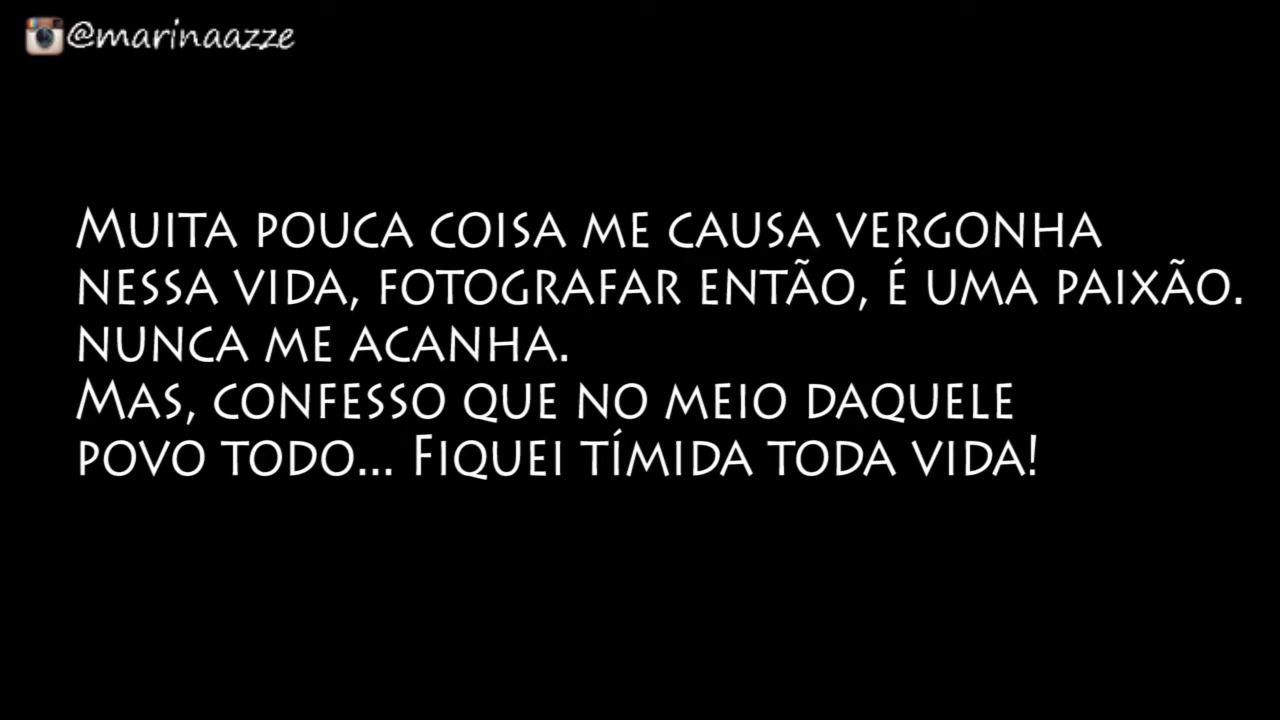 @marinaazze
Muita pouca coisa me causa vergonha
nessa vida, fotografar então, é uma paixão.
nunca me acanha.
Mas, confesso que no meio daquele
povo todo... Fiquei tímida toda vida!